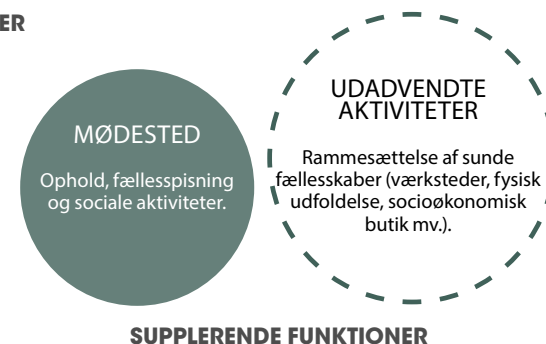 ER
MØDESTED
Ophold, fællesspisning
og sociale aktiviteter.
UDADVENDTE
AKTIVITETER
Rammesættelse af sunde
fællesskaber (værksteder, fysisk
udfoldelse, socioøkonomisk
butik mv.).
SUPPLERENDE FUNKTIONER